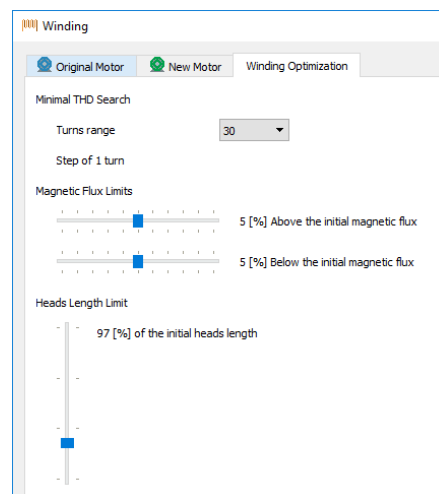 Winding
Original Motor New Motor Winding Optimization
Minimal THD Search
Turns range 30
Step of 1 turn
Magnetic Flux Limits
5 [%] Above the initial magnetic flux
5 [%] Below the initial magnetic flux
Heads Length Limit
97 [%] of the initial heads length